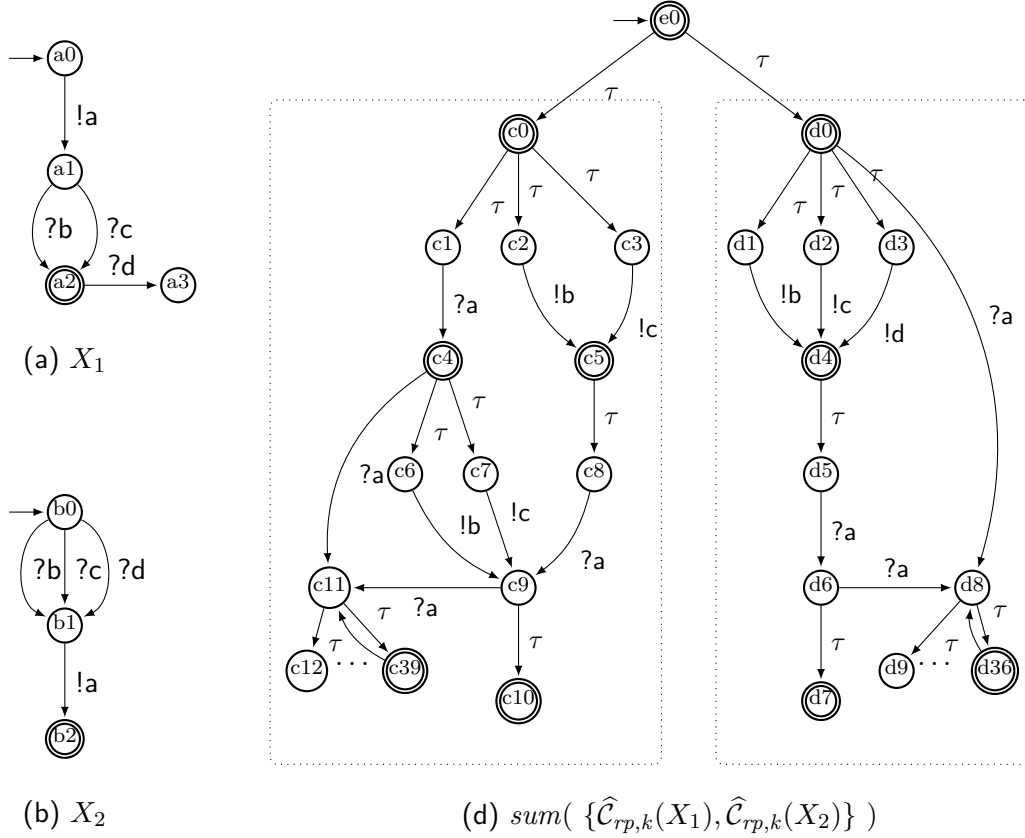 e0
a0
τ
τ
!a
c0
d0
a1
τ
τ
τ
τ
τ
τ
?b
?c
c1
c2
c3
d1
d2
d3
?d
a2
a3
?a
!b
!c
!b
!c
!d
?a
(a) X₁
c4
c5
d4
τ
τ
τ
τ
?a
c6
c7
c8
d5
b0
!b
!c
?a
?a
?b
?c
?d
c11
?a
c9
d6
?a
d8
b1
τ
τ
τ
τ
τ
τ
c12
···
c39
c10
d9
···
d36
d7
!a
b2
(b) X₂
(d) sum( {Ĉrp,k(X₁), Ĉrp,k(X₂)} )